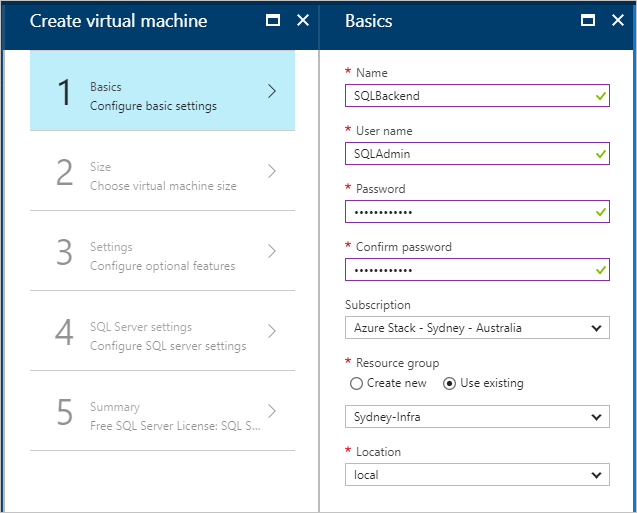 Create virtual machine
1
Basics
Configure basic settings
2
Size
Choose virtual machine size
3
Settings
Configure optional features
4
SQL Server settings
Configure SQL server settings
5
Summary
Free SQL Server License: SQL S...
Basics
* Name
SQLBackend
* User name
SQLAdmin
* Password
••••••••••••
* Confirm password
••••••••••••
Subscription
Azure Stack - Sydney - Australia
* Resource group
Create new Use existing
Sydney-Infra
* Location
local